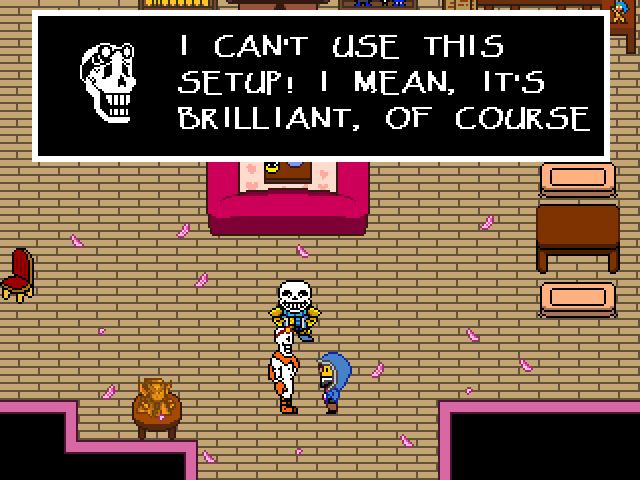 I CAN'T USE THIS
SETUP! I MEAN, IT'S
BRILLIANT, OF COURSE